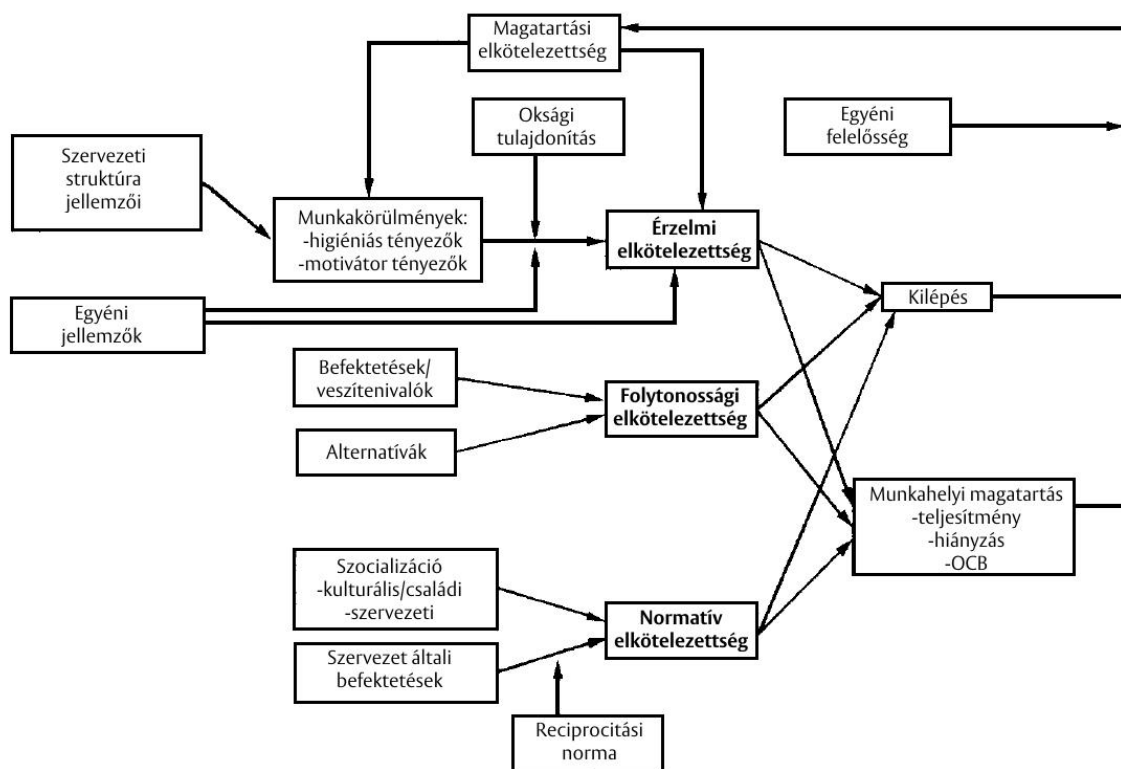 Magatartási
elkötelezettség
Oksági
tulajdonítás
Egyéni
felelősség
Szervezeti
struktúra
jellemzői
Munkakörülmények:
-higiéniás tényezők
-motivátor tényezők
Érzelmi
elkötelezettség
Kilépés
Egyéni
jellemzők
Befektetések/
veszítenivalók
Folytonossági
elkötelezettség
Alternatívák
Munkahelyi magatartás
-teljesítmény
-hiányzás
-OCB
Szocializáció
-kulturális/családi
-szervezeti
Normatív
elkötelezettség
Szervezet általi
befektetések
Reciprocitási
norma